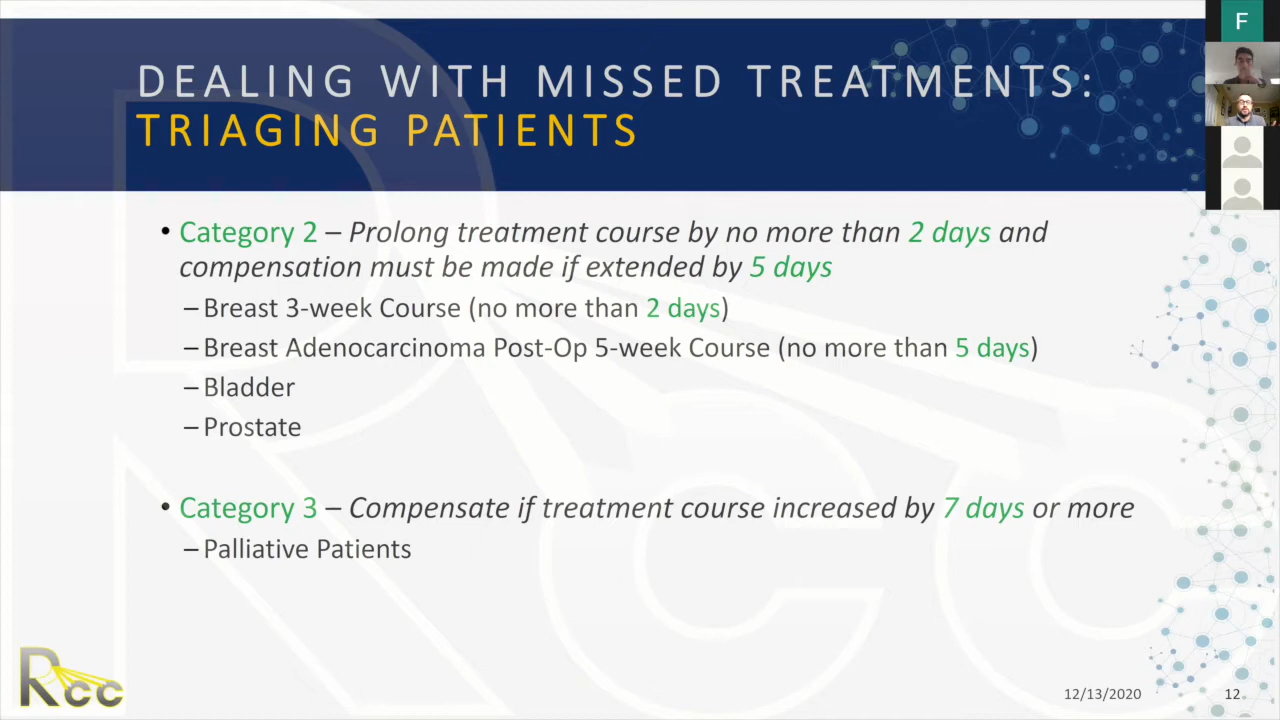 DEALING WITH MISSED TREATMENTS:
TRIAGING PATIENTS
F
• Category 2 – Prolong treatment course by no more than 2 days and
compensation must be made if extended by 5 days
– Breast 3-week Course (no more than 2 days)
– Breast Adenocarcinoma Post-Op 5-week Course (no more than 5 days)
– Bladder
– Prostate
• Category 3 – Compensate if treatment course increased by 7 days or more
– Palliative Patients
Rcc
12/13/2020
12